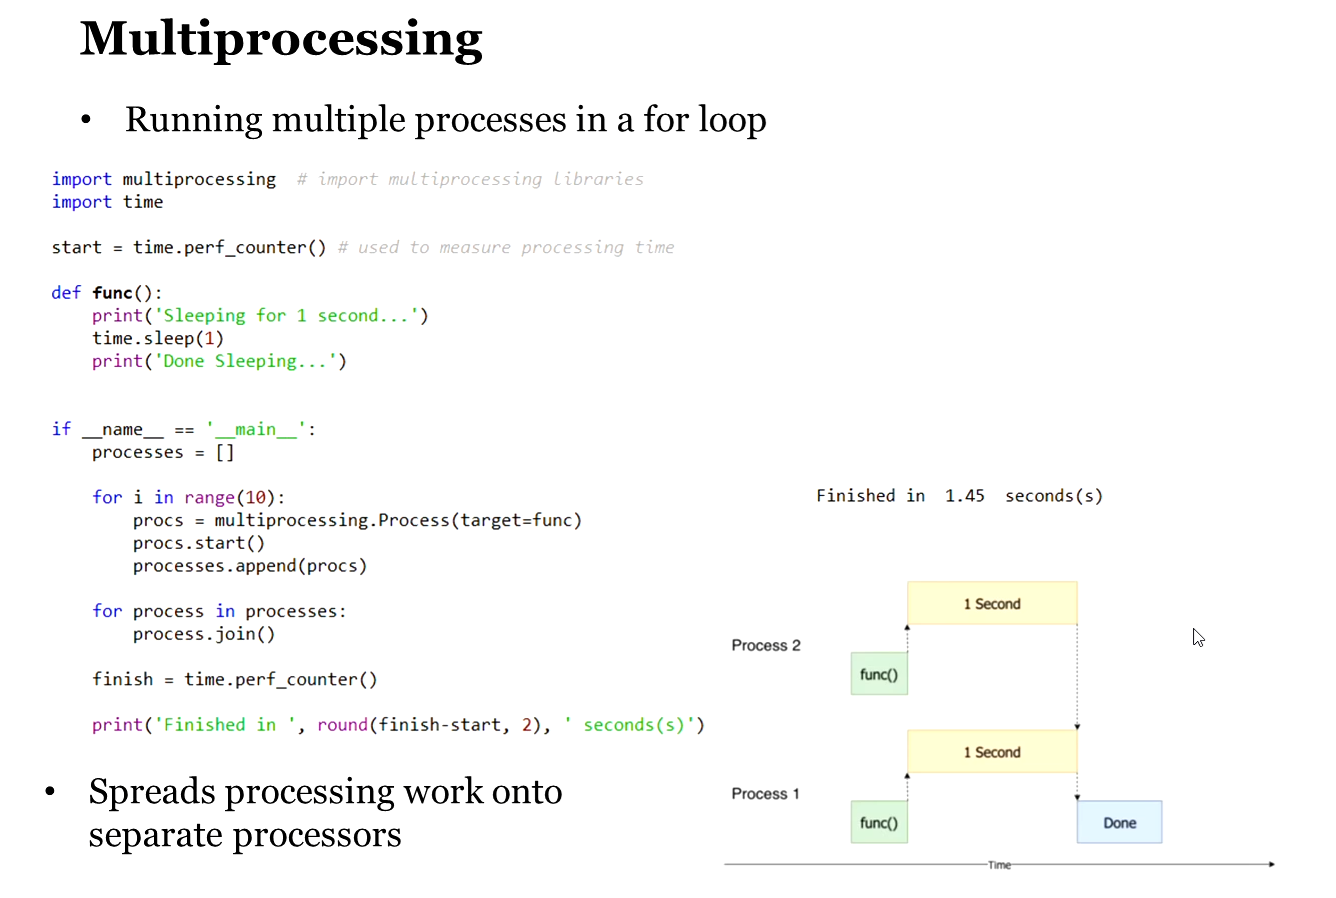 Multiprocessing
• Running multiple processes in a for loop
import multiprocessing  # import multiprocessing libraries
import time
start = time.perf_counter() # used to measure processing time
def func():
    print('Sleeping for 1 second...')
    time.sleep(1)
    print('Done Sleeping...')
if __name__ == '__main__':
    processes = []
    for i in range(10):
        procs = multiprocessing.Process(target=func)
        procs.start()
        processes.append(procs)
    for process in processes:
        process.join()
    finish = time.perf_counter()
    print('Finished in ', round(finish-start, 2), ' seconds(s)')
• Spreads processing work onto
separate processors
Finished in  1.45  seconds(s)
1 Second
Process 2
func()
1 Second
Process 1
func()
Done
Time